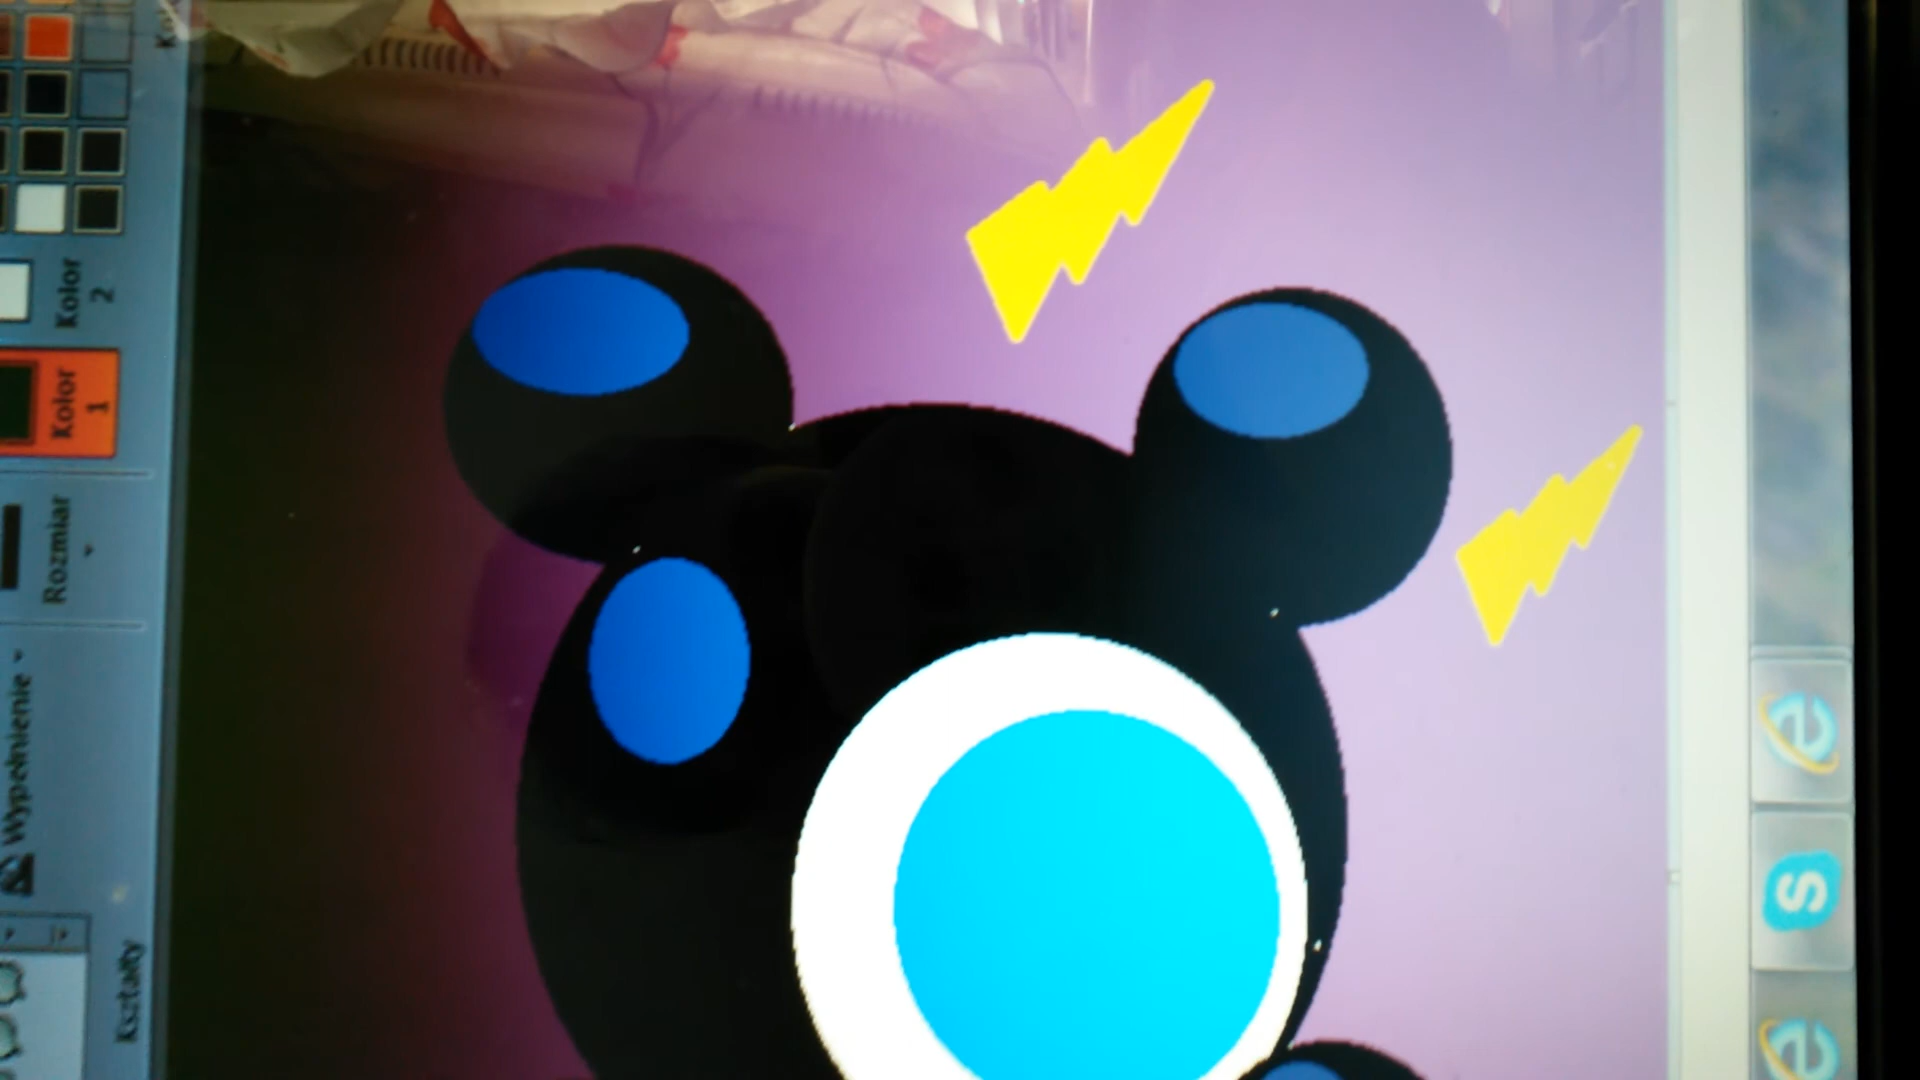 Kolor
2
Kolor
1
Rozmiar
Wypełnienie
Kształty